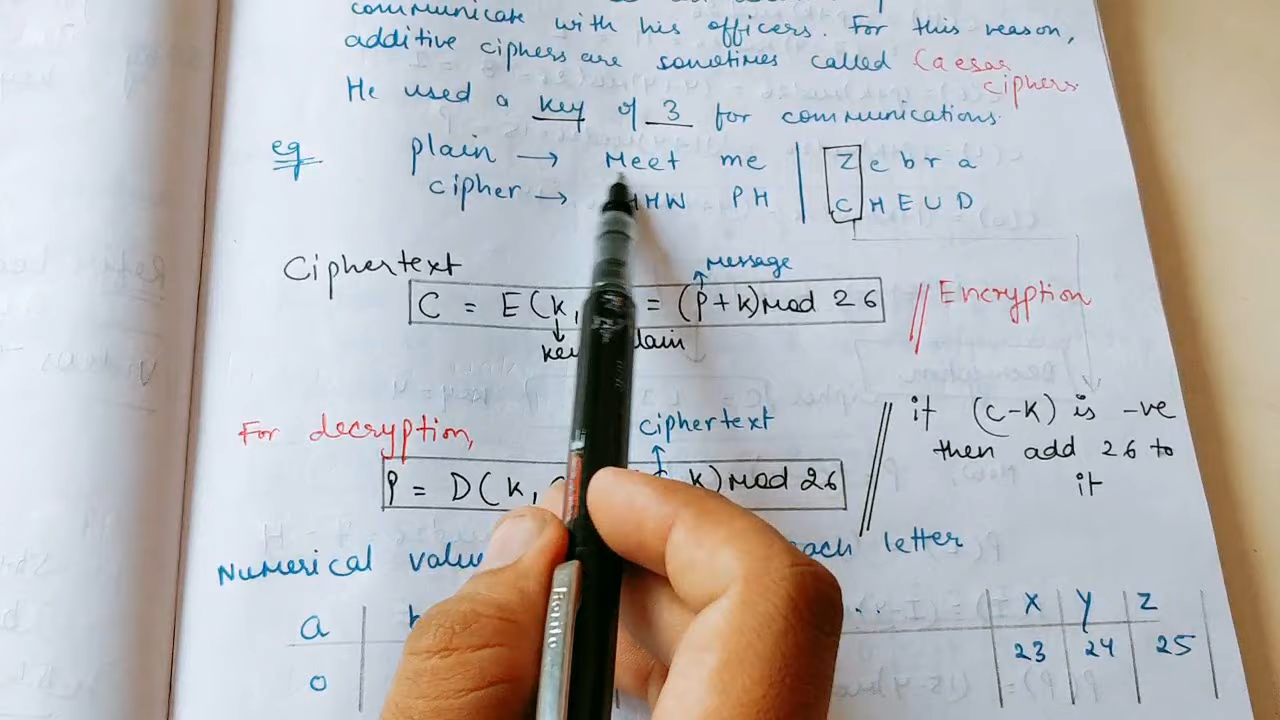 communicate with his officers. For this reason,
additive ciphers are sometimes called Caesar
ciphers.
He used a key of 3 for communications.
eg plain → Meet me | Zebra
cipher → HHW PH | CHEUD
Ciphertext
message
C = E(k, = (P+k) mod 26 // Encryption
For decryption,
ciphertext
if (C-K) is -ve
then add 26 to
it
P = D(K, K) mod 26
Numerical each letter
a X Y Z
0 23 24 25